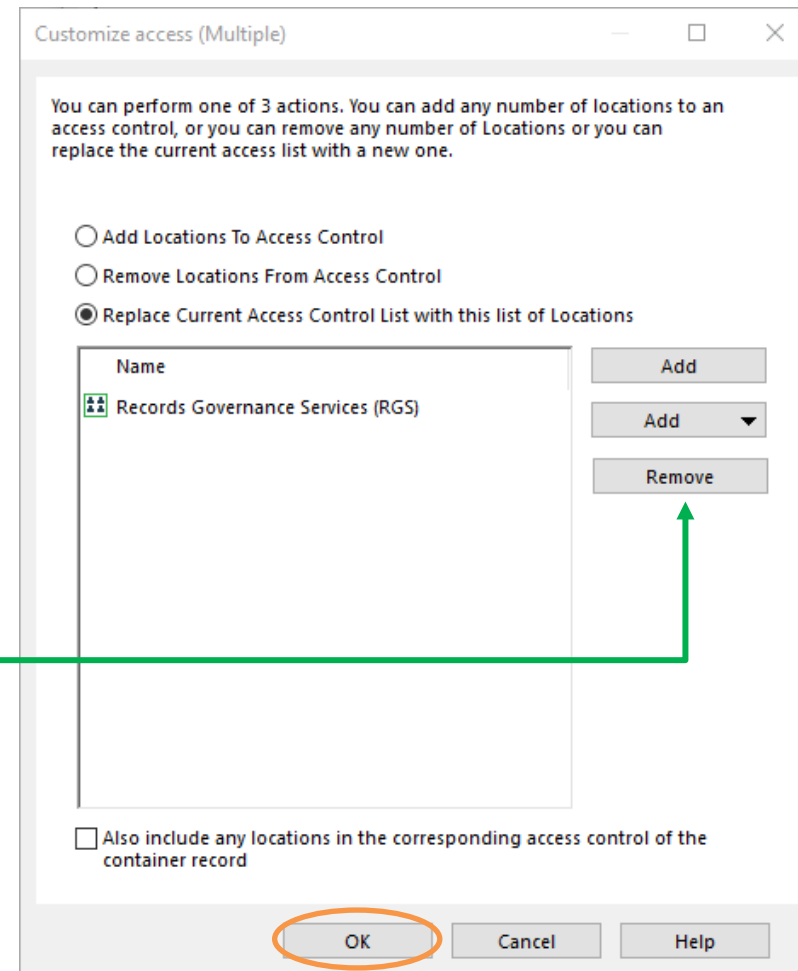 Customize access (Multiple)
You can perform one of 3 actions. You can add any number of locations to an
access control, or you can remove any number of Locations or you can
replace the current access list with a new one.
Add Locations To Access Control
Remove Locations From Access Control
Replace Current Access Control List with this list of Locations
Name
Add
Records Governance Services (RGS)
Add
Remove
Also include any locations in the corresponding access control of the
container record
OK
Cancel
Help